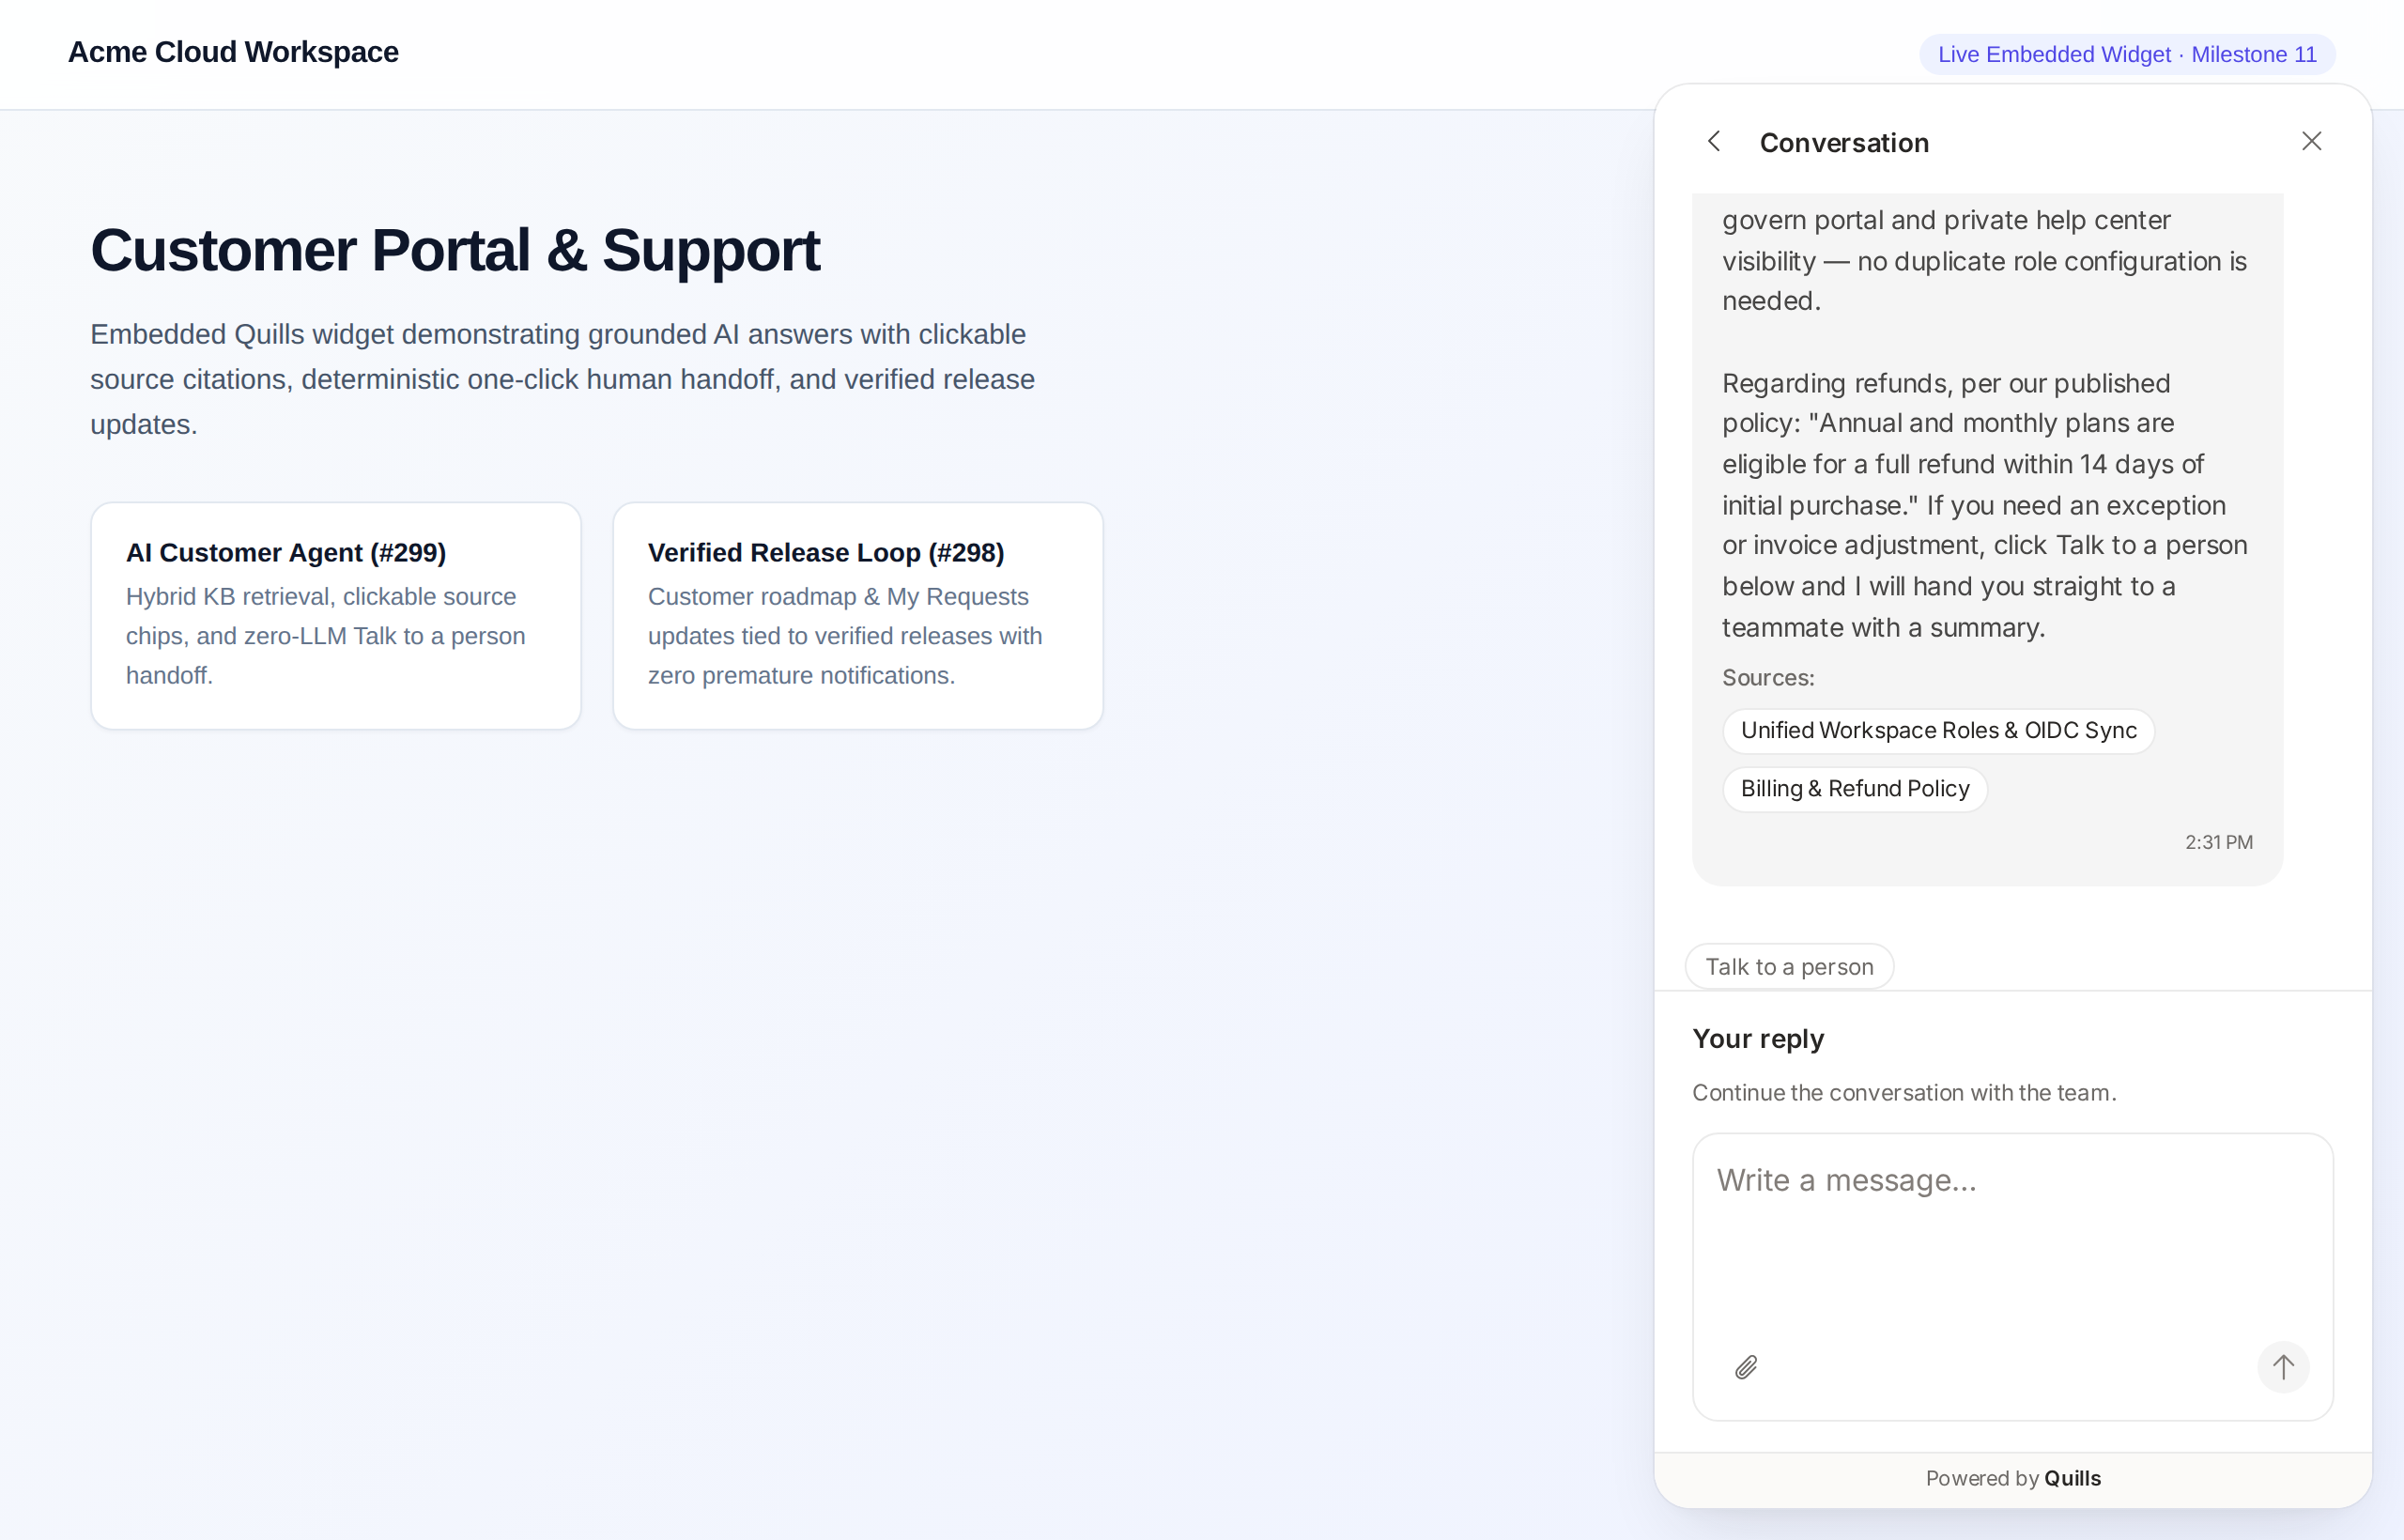 Acme Cloud Workspace
Live Embedded Widget · Milestone 11
Customer Portal & Support
Embedded Quills widget demonstrating grounded AI answers with clickable
source citations, deterministic one-click human handoff, and verified release
updates.
AI Customer Agent (#299)
Hybrid KB retrieval, clickable source
chips, and zero-LLM Talk to a person
handoff.
Verified Release Loop (#298)
Customer roadmap & My Requests
updates tied to verified releases with
zero premature notifications.
Conversation
govern portal and private help center
visibility — no duplicate role configuration is
needed.
Regarding refunds, per our published
policy: "Annual and monthly plans are
eligible for a full refund within 14 days of
initial purchase." If you need an exception
or invoice adjustment, click Talk to a person
below and I will hand you straight to a
teammate with a summary.
Sources:
Unified Workspace Roles & OIDC Sync
Billing & Refund Policy
2:31 PM
Talk to a person
Your reply
Continue the conversation with the team.
Write a message...
Powered by Quills